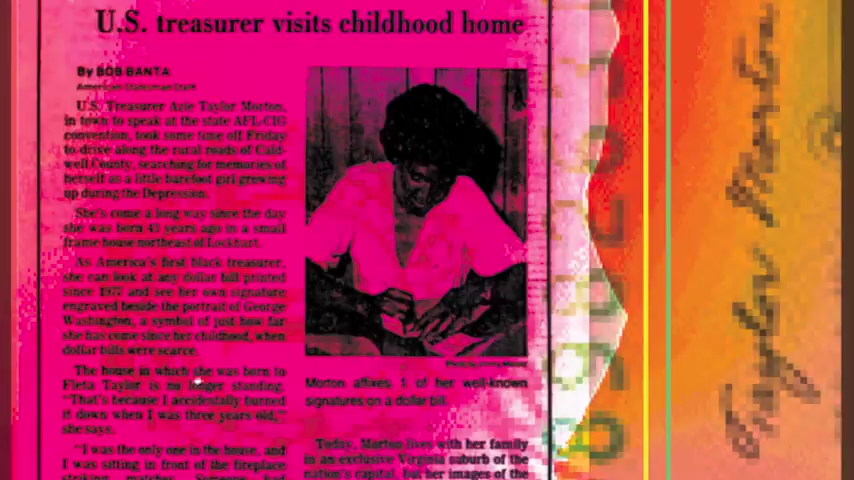 U.S. treasurer visits childhood home
By BOB BANTA
American-Statesman Staff
U.S. Treasurer Azie Taylor Morton,
in town to speak at the state AFL-CIO
convention, took some time off Friday
to drive along the rural roads of Cald-
well County, searching for memories of
herself as a little barefoot girl growing
up during the Depression.
She's come a long way since the day
she was born 43 years ago in a small
frame house northeast of Lockhart.
As America's first black treasurer,
she can look at any dollar bill printed
since 1977 and see her own signature
engraved beside the portrait of George
Washington, a symbol of just how far
she has come since her childhood, when
dollar bills were scarce.
The house in which she was born to
Fleta Taylor is no longer standing.
"That's because I accidentally burned
it down when I was three years old,"
she says.
"I was the only one in the house, and
I was sitting in front of the fireplace
striking matches. Someone had
Morton affixes 1 of her well-known
signatures on a dollar bill.
Today, Morton lives with her family
in an exclusive Virginia suburb of the
nation's capital, but her images of the
Taylor Morton